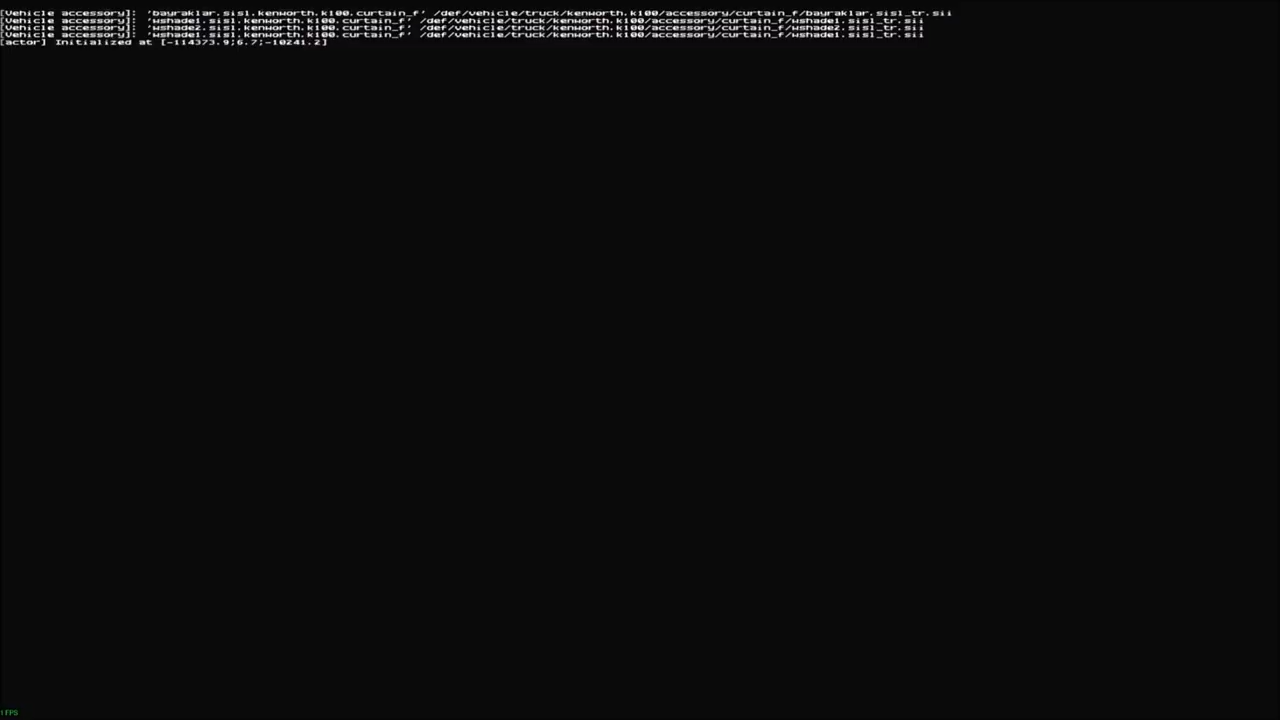 [Vehicle accessory]: 'bayraklar.sisl.kenworth.k100.curtain_f' /def/vehicle/truck/kenworth.k100/accessory/curtain_f/bayraklar.sisl_tr.sii
[Vehicle accessory]: 'wshade1.sisl.kenworth.k100.curtain_f' /def/vehicle/truck/kenworth.k100/accessory/curtain_f/wshade1.sisl_tr.sii
[Vehicle accessory]: 'wshade2.sisl.kenworth.k100.curtain_f' /def/vehicle/truck/kenworth.k100/accessory/curtain_f/wshade2.sisl_tr.sii
[Vehicle accessory]: 'wshade1.sisl.kenworth.k100.curtain_f' /def/vehicle/truck/kenworth.k100/accessory/curtain_f/wshade1.sisl_tr.sii
[actor] Initialized at [-114373.9;6.7;-10241.2]
1 FPS